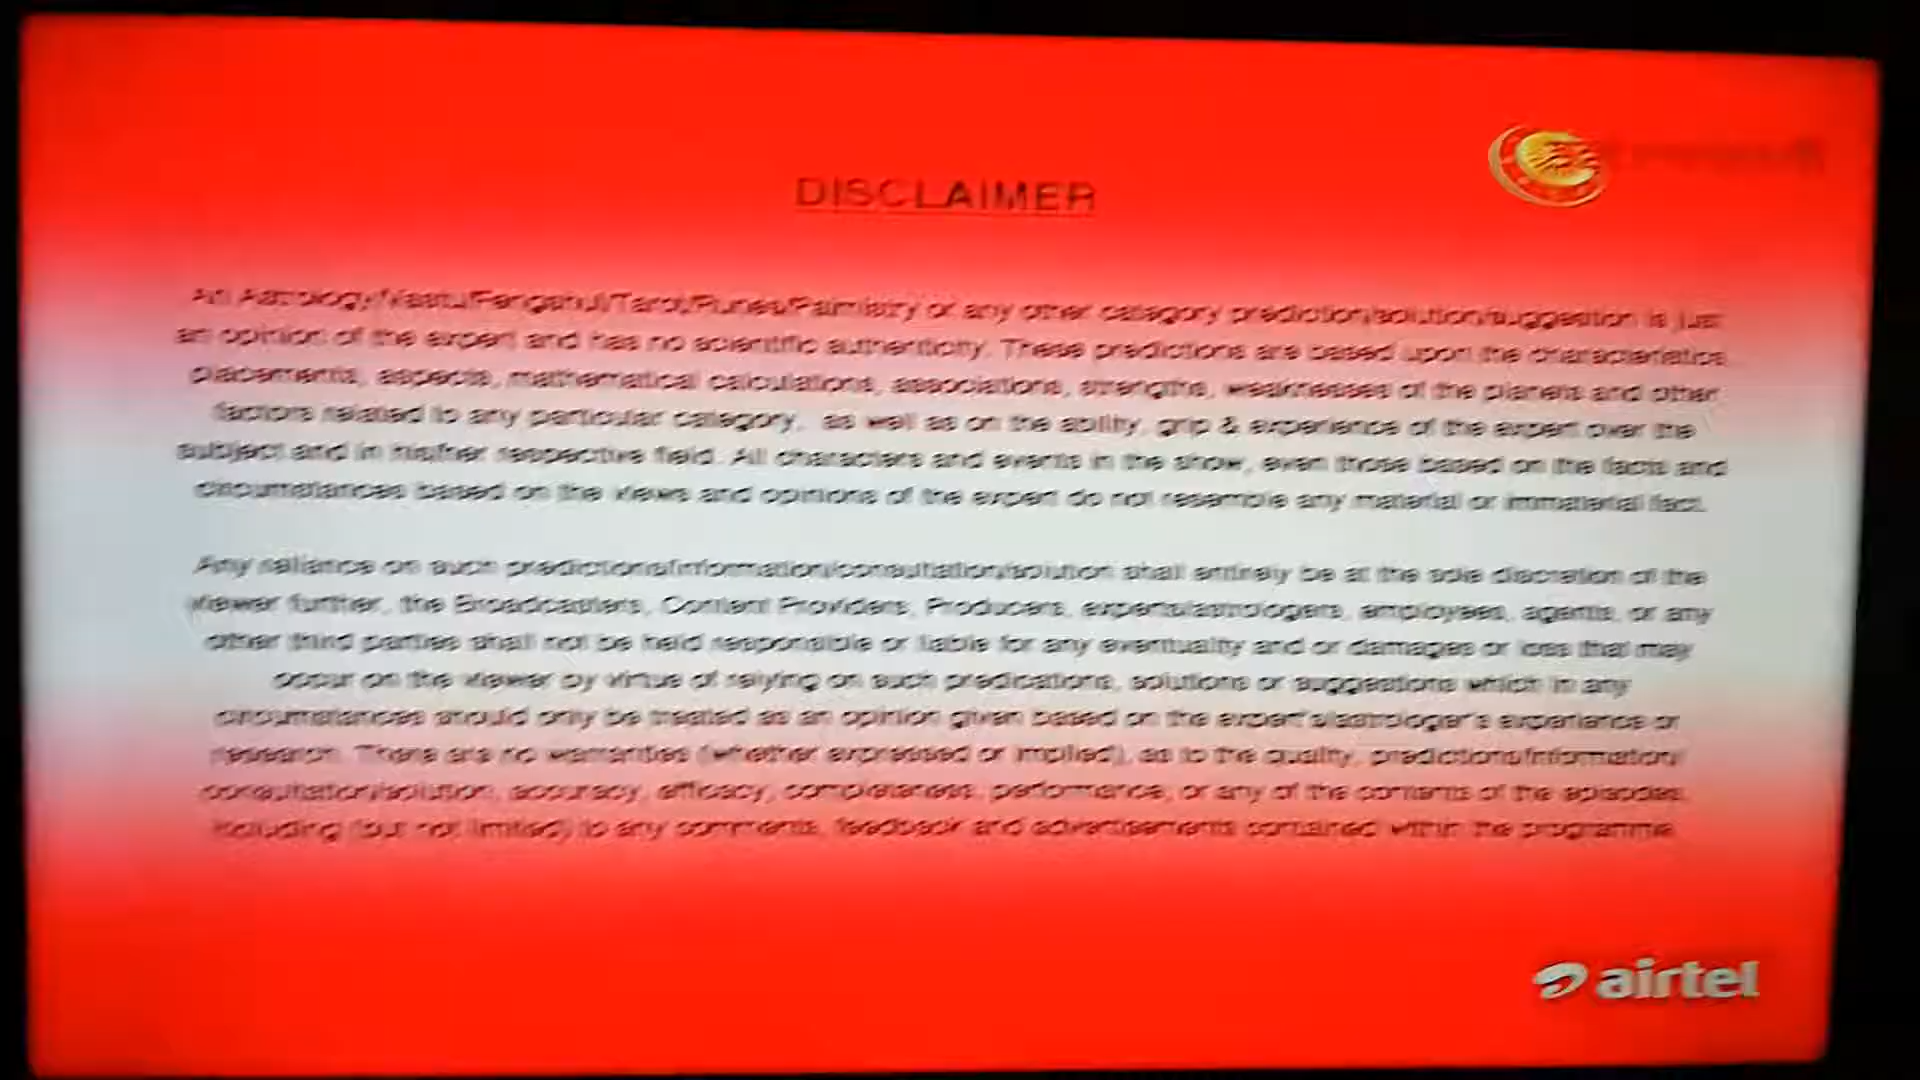 DISCLAIMER
An Astrology/Vaastu/Fengshui/Tarot/Runes/Palmistry or any other category prediction/solution/suggestion is just
an opinion of the expert and has no scientific authenticity. These predictions are based upon the characteristics
placements, aspects, mathematical calculations, associations, strengths, weaknesses of the planets and other
factors related to any particular category, as well as on the ability, grip & experience of the expert over the
subject and in his/her respective field. All characters and events in the show, even those based on the facts and
circumstances based on the views and opinions of the expert do not resemble any material or immaterial fact.
Any reliance on such predictions/information/consultation/solution shall entirely be at the sole discretion of the
viewer further, the Broadcasters, Content Providers, Producers, experts/astrologers, employees, agents, or any
other third parties shall not be held responsible or liable for any eventuality and or damages or loss that may
occur on the viewer by virtue of relying on such predications, solutions or suggestions which in any
circumstances should only be treated as an opinion given based on the expert's/astrologer's experience or
research. There are no warranties (whether expressed or implied), as to the quality, predictions/information/
consultation/solution, accuracy, efficacy, completeness, performance, or any of the contents of the episodes,
including (but not limited) to any comments, feedback and advertisements contained within the programme.
airtel